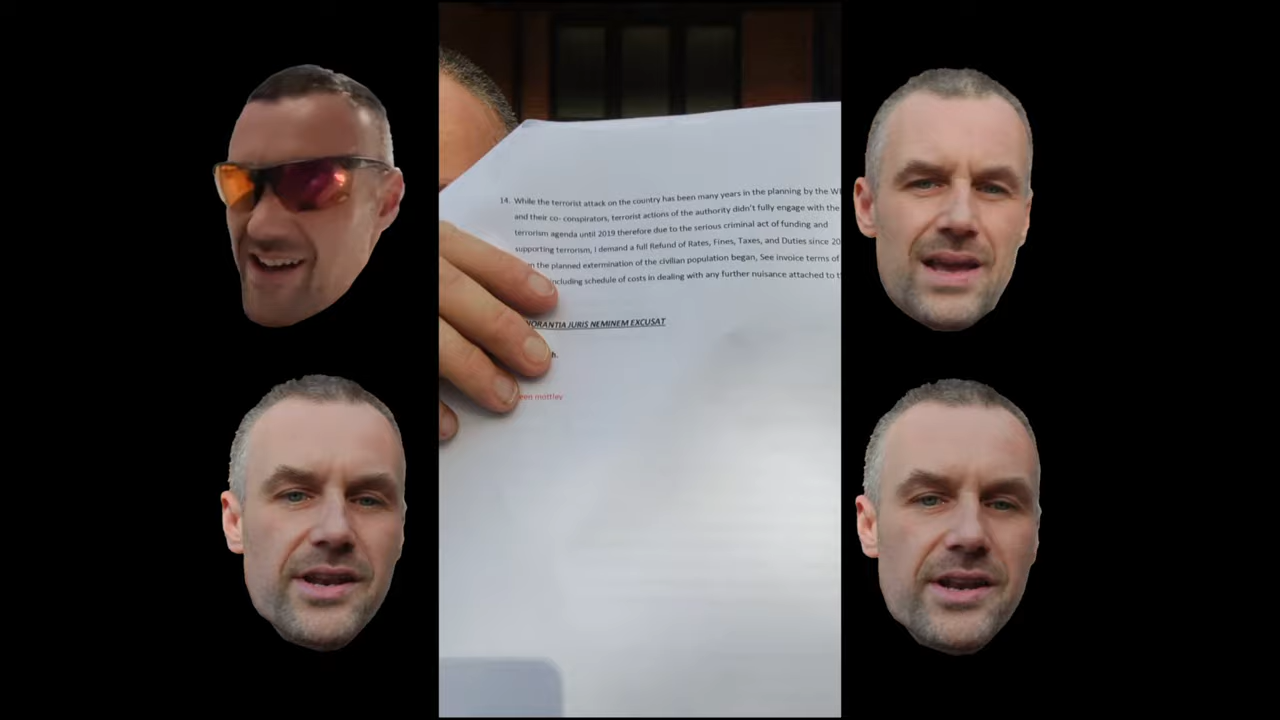 14. While the terrorist attack on the country has been many years in the planning by the
and their co- conspirators, terrorist actions of the authority didn't fully engage with the
terrorism agenda until 2019 therefore due to the serious criminal act of funding and
supporting terrorism, I demand a full Refund of Rates, Fines, Taxes, and Duties since 20
the planned extermination of the civilian population began, See invoice terms of
including schedule of costs in dealing with any further nuisance attached to
NORANTIA JURIS NEMINEM EXCUSAT
h.
mottley